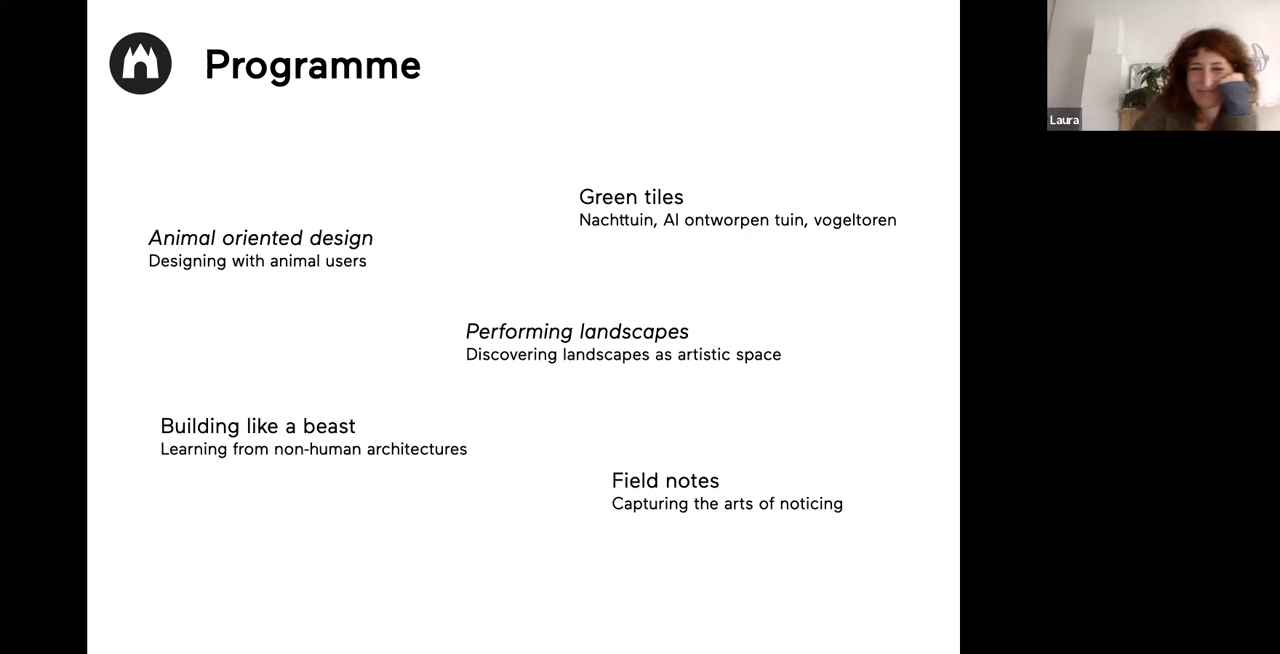 Programme
Green tiles
Nachttuin, AI ontworpen tuin, vogeltoren
Animal oriented design
Designing with animal users
Performing landscapes
Discovering landscapes as artistic space
Building like a beast
Learning from non-human architectures
Field notes
Capturing the arts of noticing
Laura